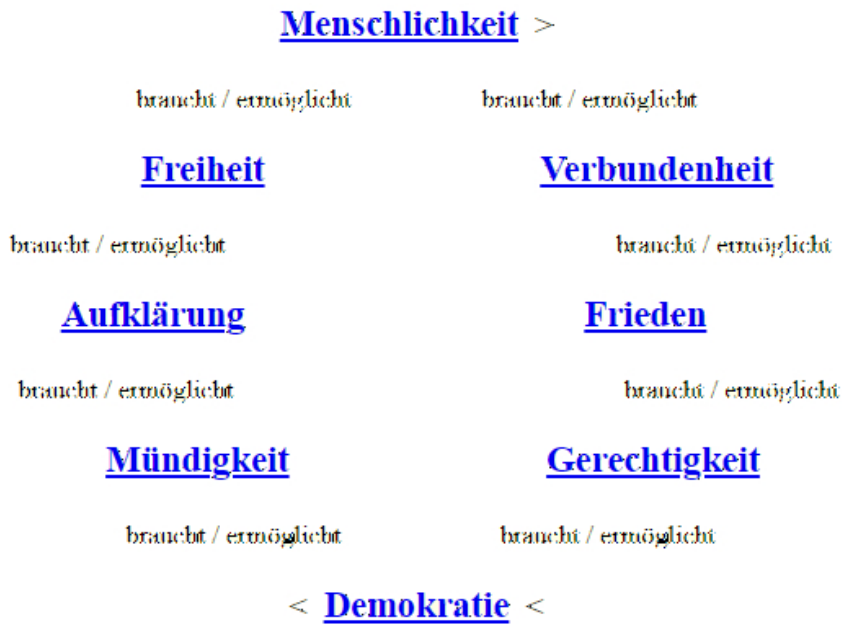 Menschlichkeit >
braucht / ermöglicht braucht / ermöglicht
Freiheit Verbundenheit
braucht / ermöglicht braucht / ermöglicht
Aufklärung Frieden
braucht / ermöglicht braucht / ermöglicht
Mündigkeit Gerechtigkeit
braucht / ermöglicht braucht / ermöglicht
< Demokratie <